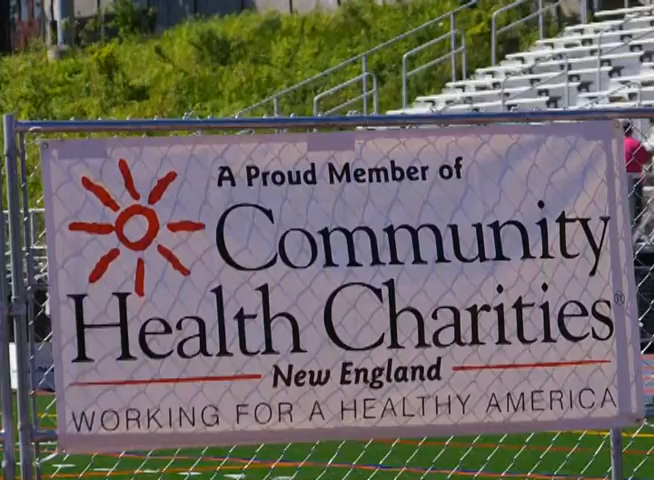 A Proud Member of
Community
Health Charities®
New England
WORKING FOR A HEALTHY AMERICA